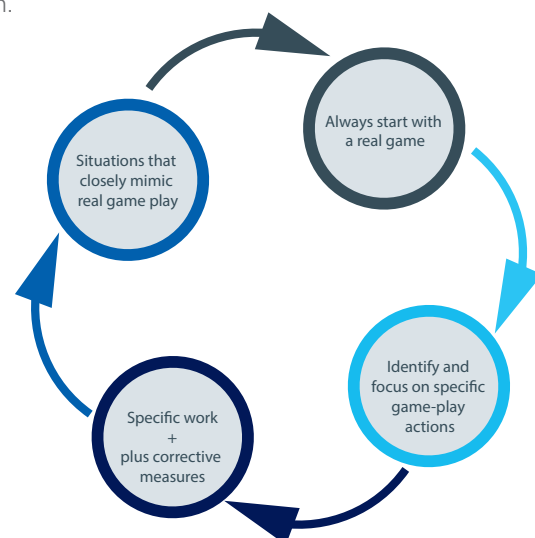 n.
Always start with
a real game
Identify and
focus on specific
game-play
actions
Specific work
+
plus corrective
measures
Situations that
closely mimic
real game play